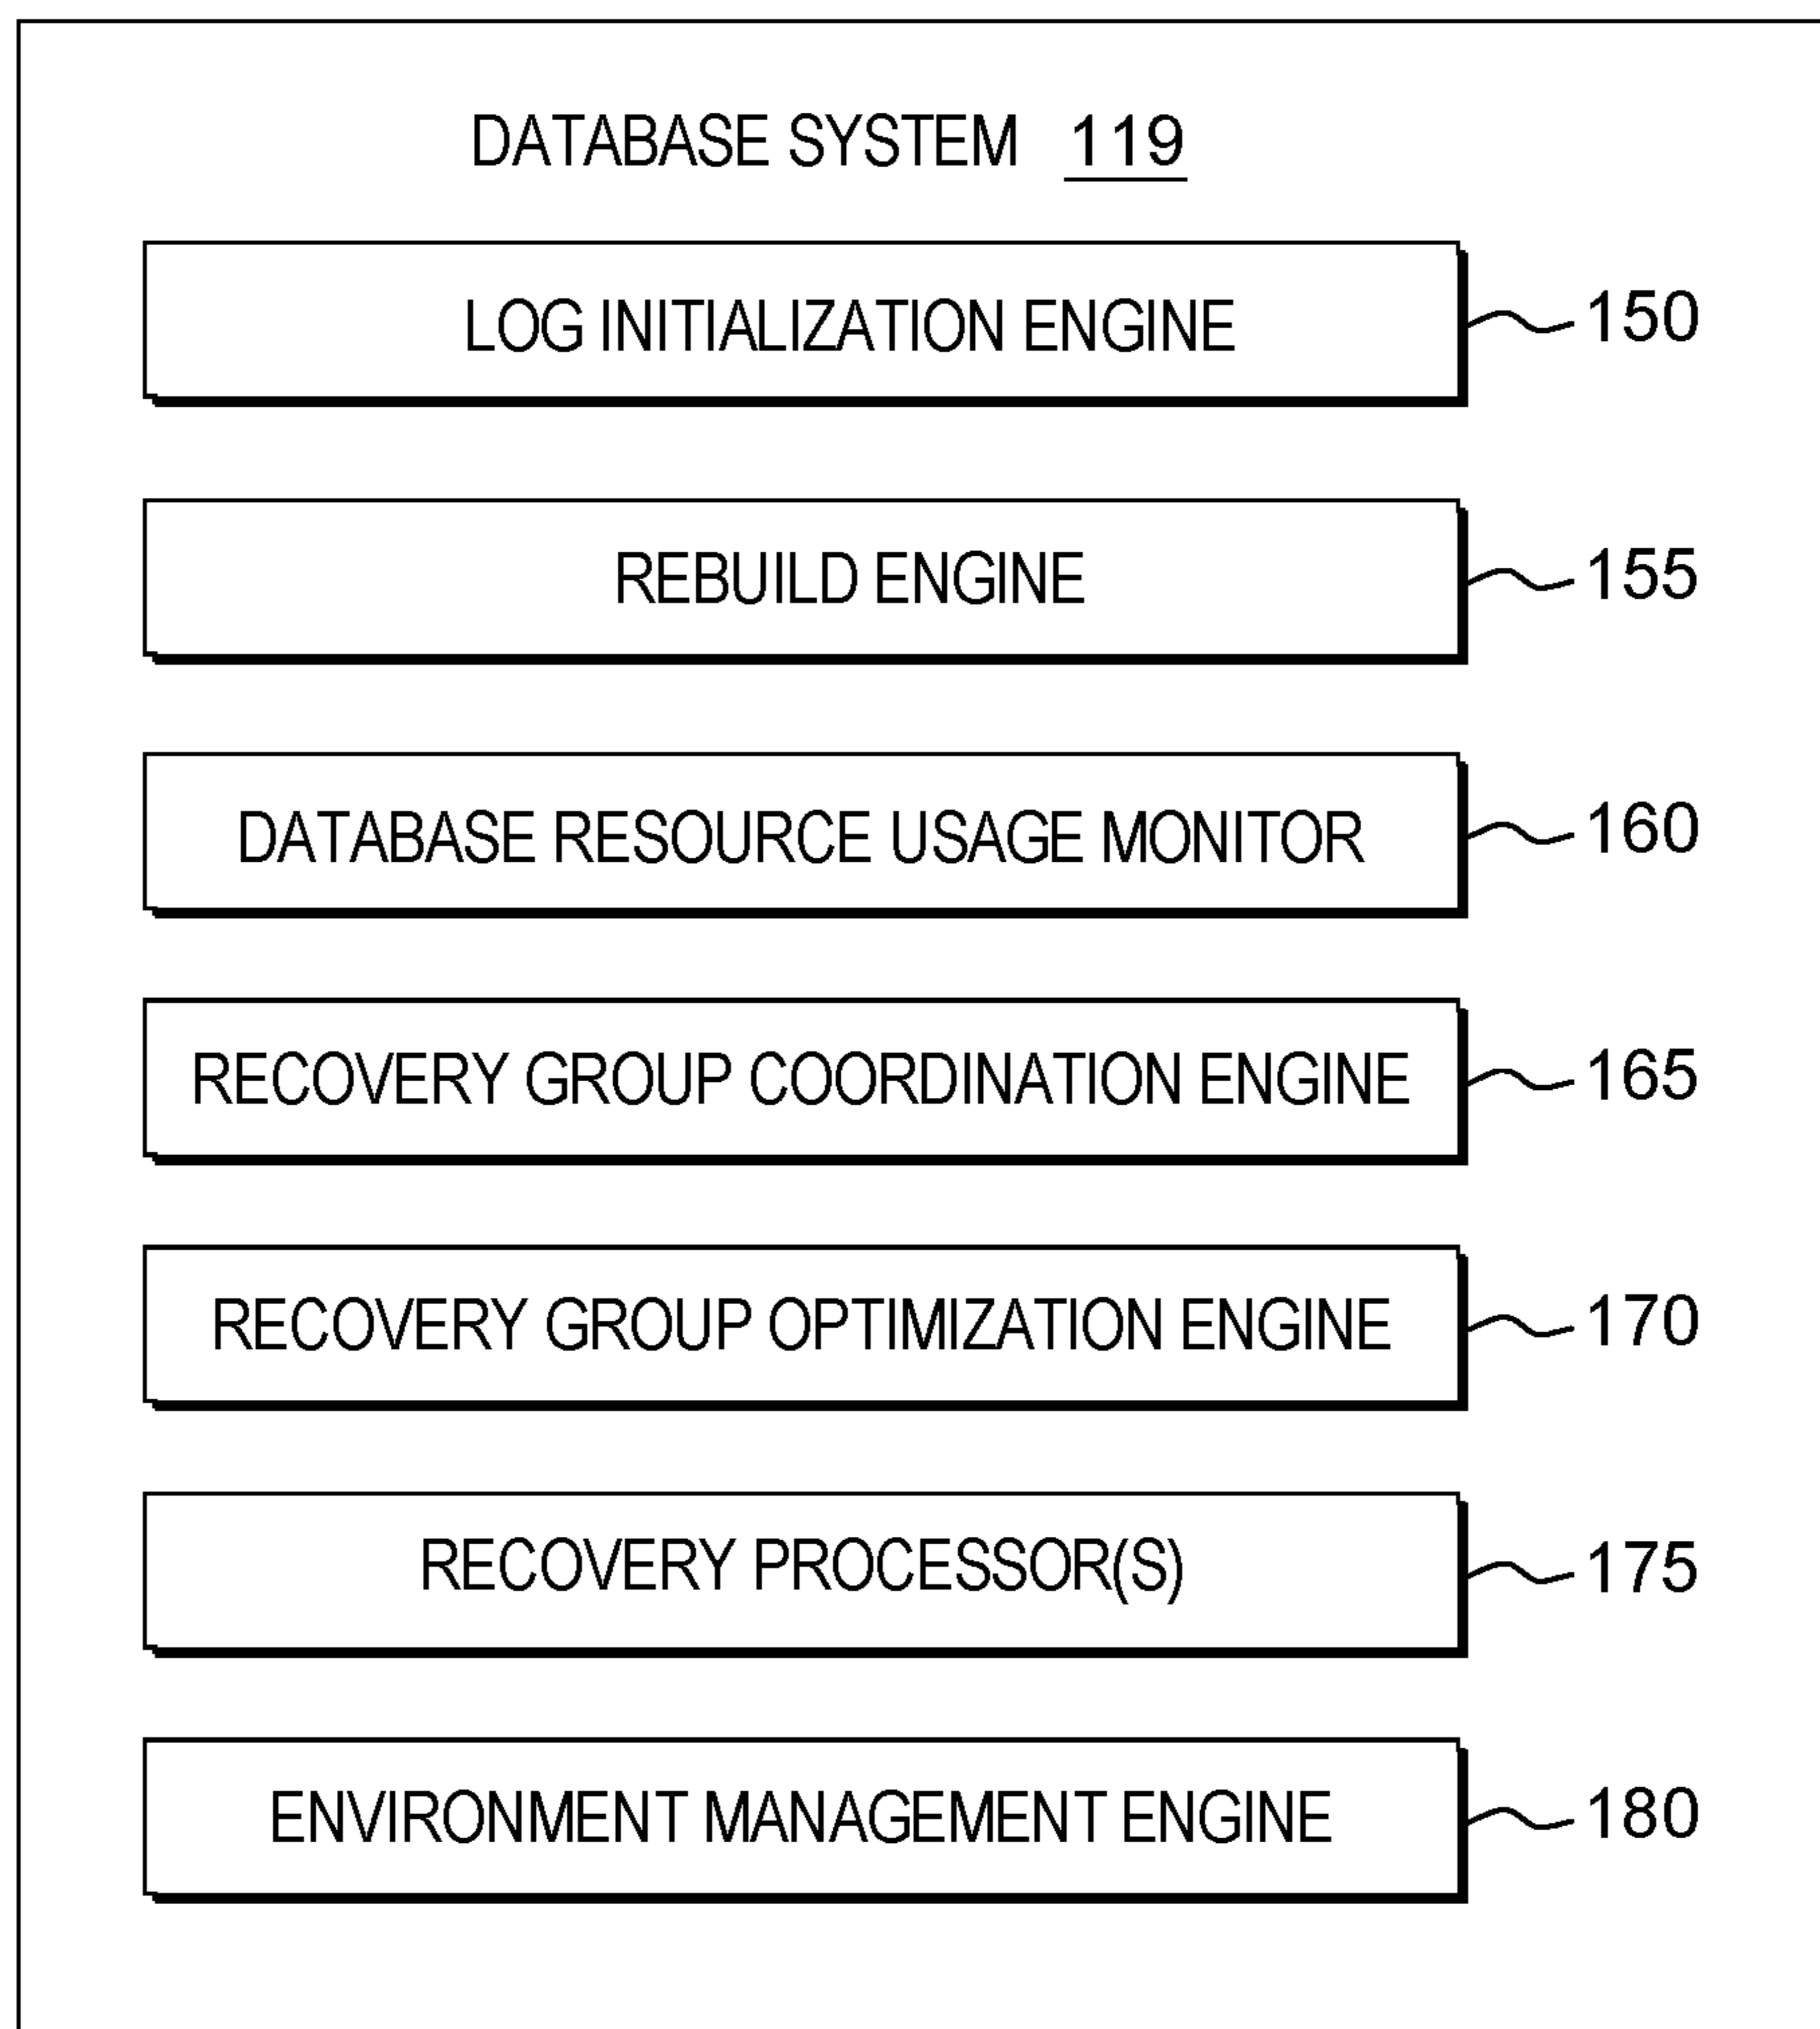 DATABASE SYSTEM 119
LOG INITIALIZATION ENGINE 150
REBUILD ENGINE 155
DATABASE RESOURCE USAGE MONITOR 160
RECOVERY GROUP COORDINATION ENGINE 165
RECOVERY GROUP OPTIMIZATION ENGINE 170
RECOVERY PROCESSOR(S) 175
ENVIRONMENT MANAGEMENT ENGINE 180